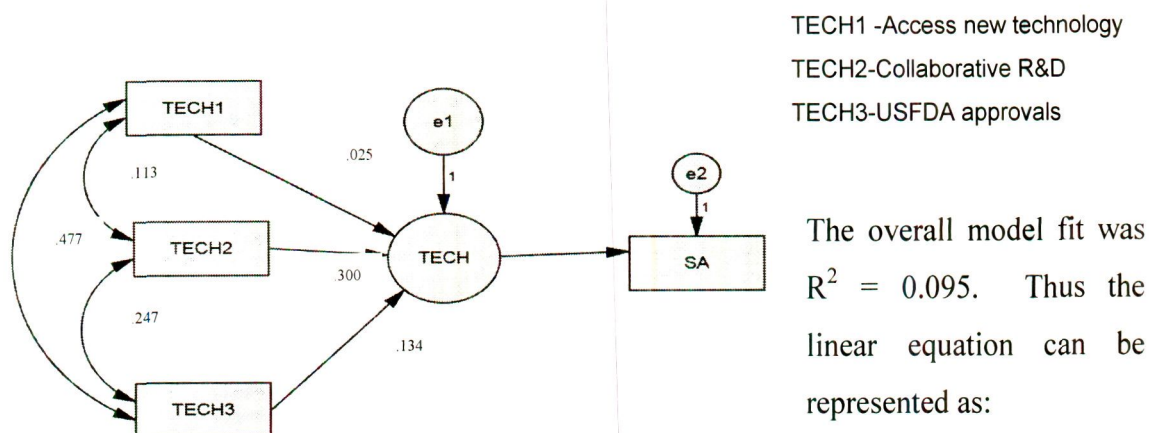 TECH1 -Access new technology
TECH2-Collaborative R&D
TECH3-USFDA approvals
TECH1
e1
.025
1
.113
e2
1
.477
TECH2
TECH
SA
.300
.247
.134
TECH3
The overall model fit was
R² = 0.095. Thus the
linear equation can be
represented as: